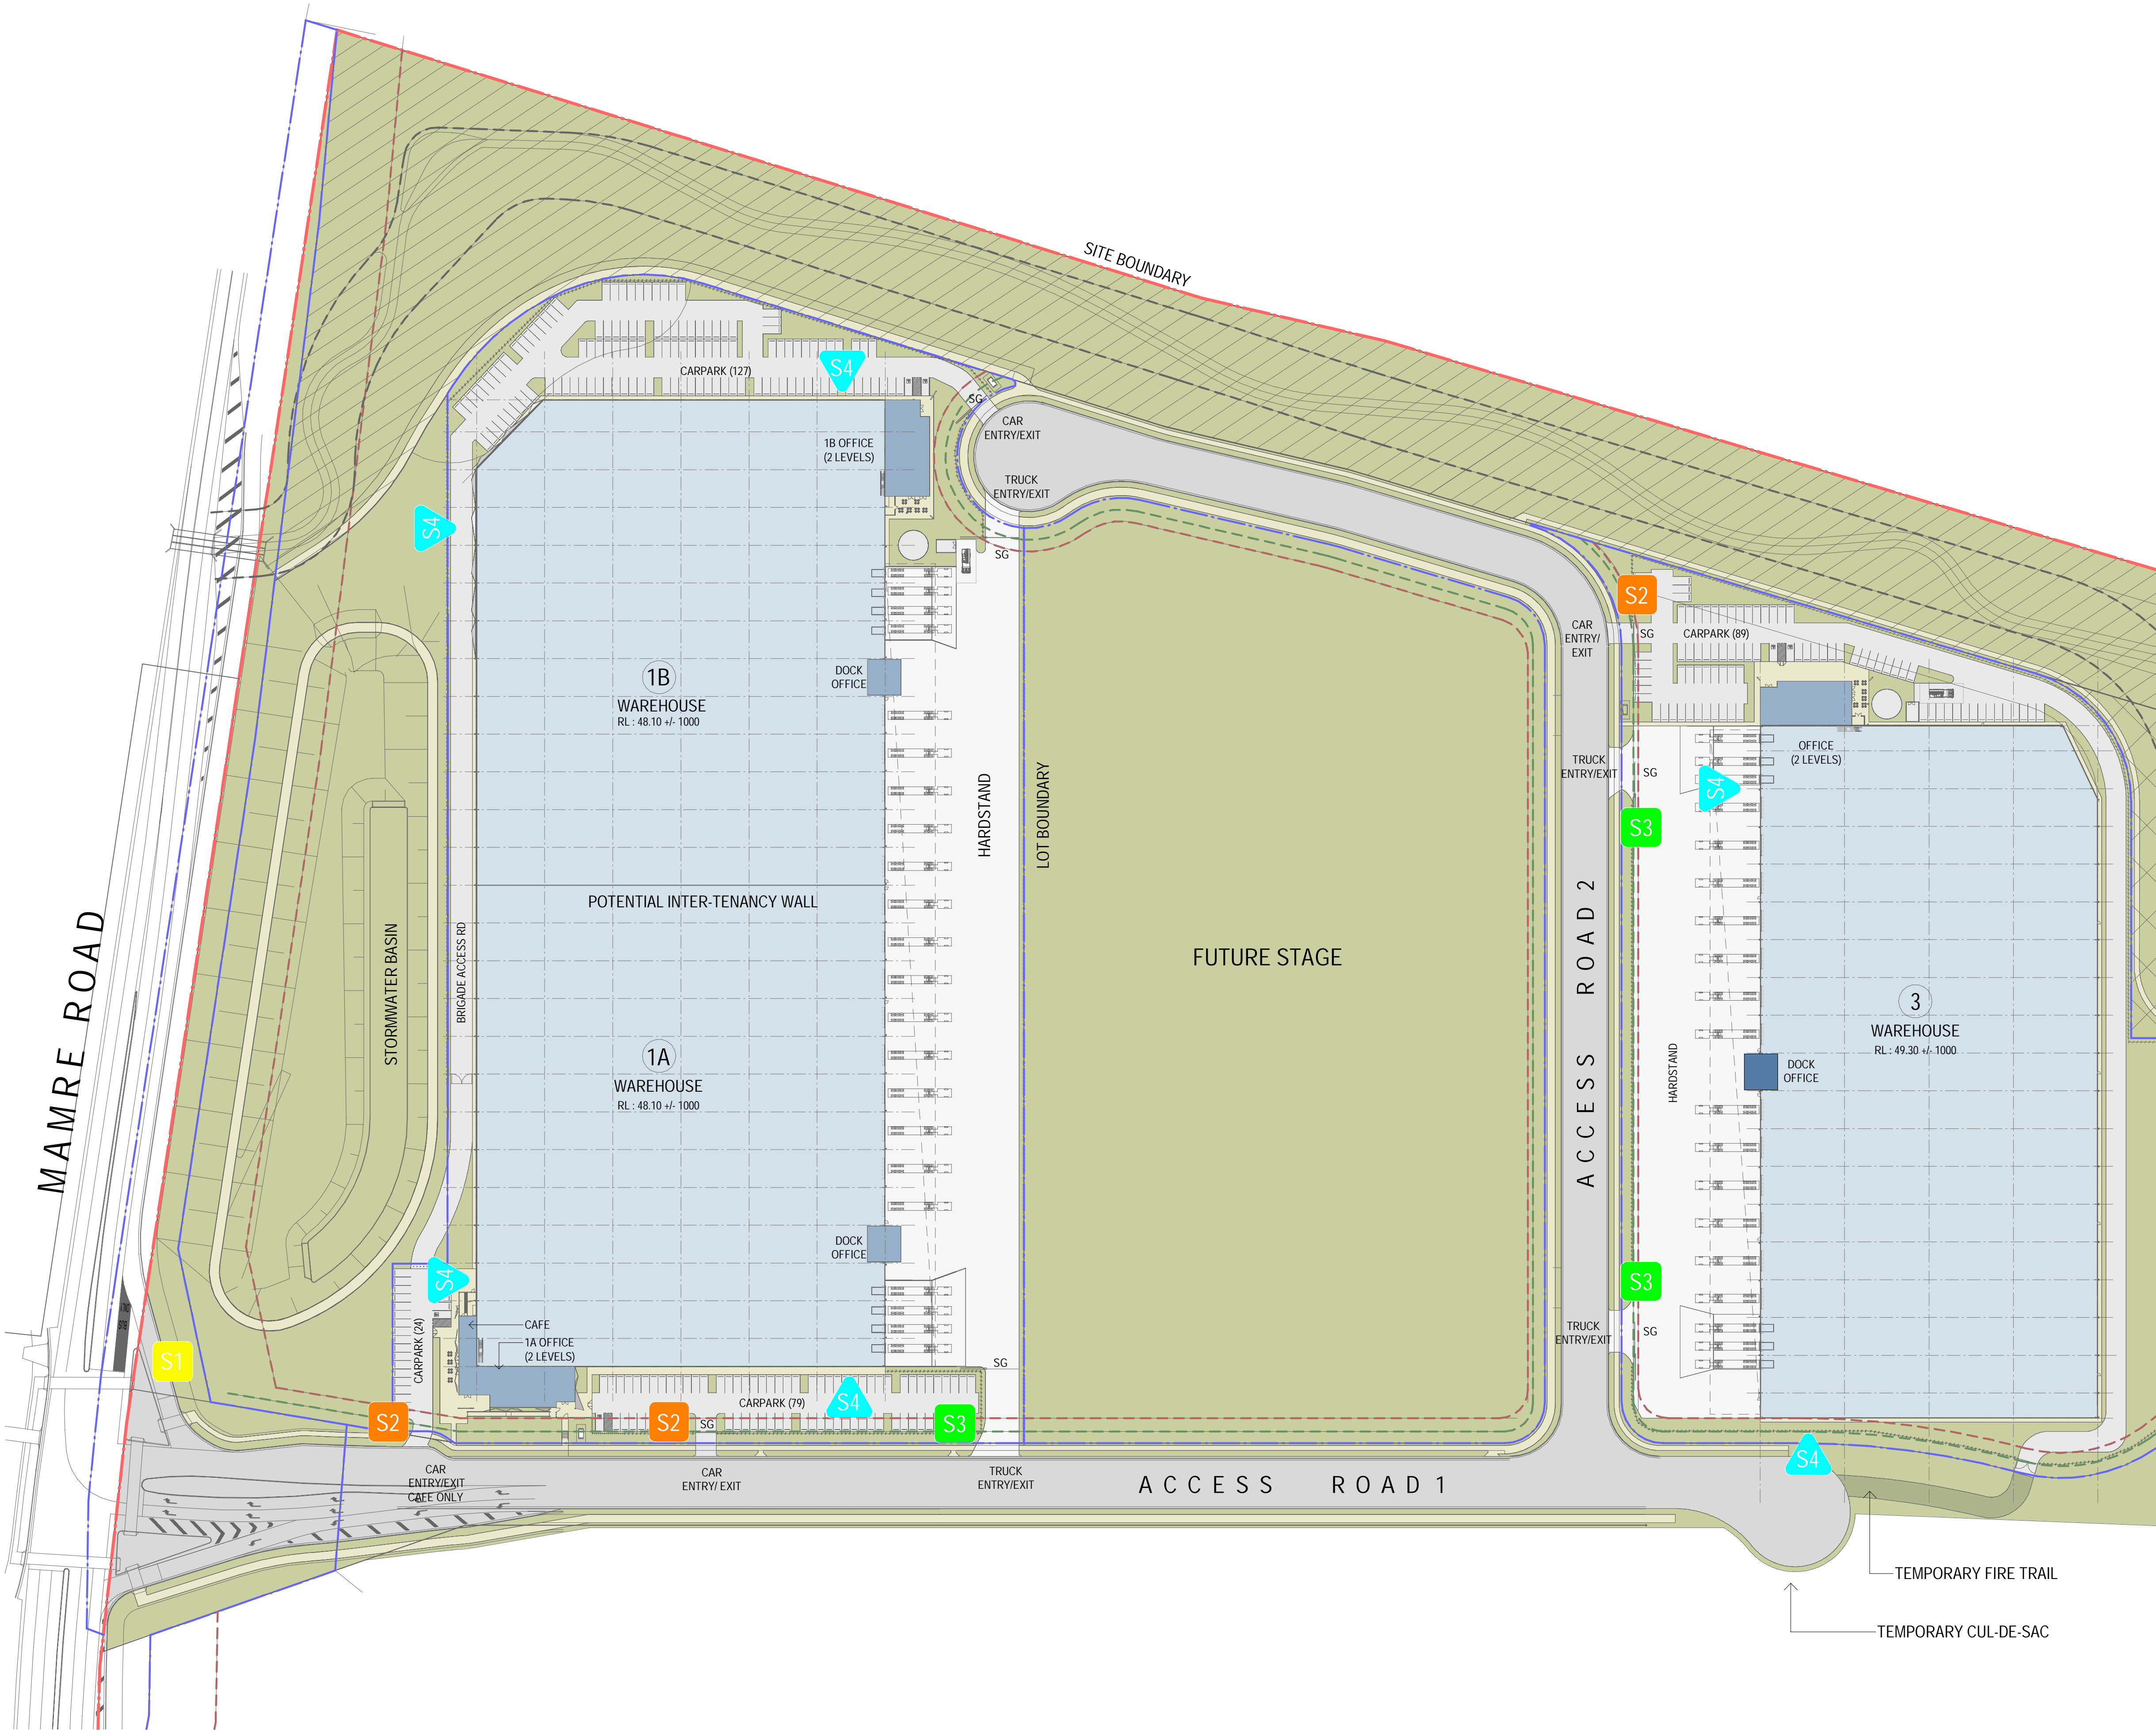 SITE BOUNDARY
CARPARK (127)
S4
SG
CAR
ENTRY/EXIT
1B OFFICE
(2 LEVELS)
TRUCK
ENTRY/EXIT
S4
SG
S2
CAR
ENTRY/
EXIT
SG
CARPARK (89)
1B
WAREHOUSE
RL : 48.10 +/- 1000
DOCK
OFFICE
OFFICE
(2 LEVELS)
TRUCK
ENTRY/EXIT
SG
S4
S3
HARDSTAND
LOT BOUNDARY
POTENTIAL INTER-TENANCY WALL
MAMRE ROAD
STORMWATER BASIN
BRIGADE ACCESS RD
FUTURE STAGE
ACCESS ROAD 2
3
WAREHOUSE
RL : 49.30 +/- 1000
HARDSTAND
DOCK
OFFICE
1A
WAREHOUSE
RL : 48.10 +/- 1000
DOCK
OFFICE
S4
S3
CAFE
1A OFFICE
(2 LEVELS)
CARPARK (24)
S1
TRUCK
ENTRY/EXIT
SG
SG
S2
S2
SG
CARPARK (79)
S4
S3
S4
CAR
ENTRY/EXIT
CAFE ONLY
CAR
ENTRY/ EXIT
TRUCK
ENTRY/EXIT
ACCESS ROAD 1
TEMPORARY FIRE TRAIL
TEMPORARY CUL-DE-SAC